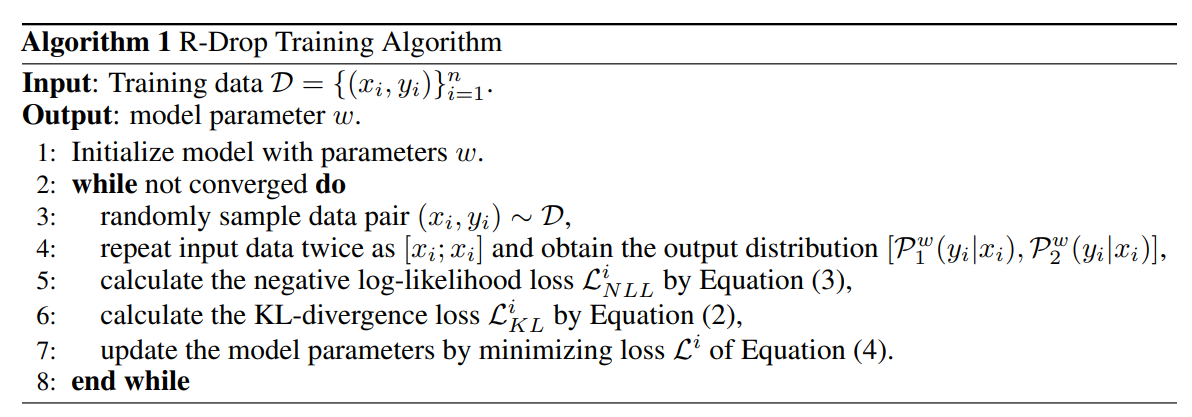 Algorithm 1 R-Drop Training Algorithm
Input: Training data $\mathcal{D} = \{(x_i, y_i)\}_{i=1}^{n}$.
Output: model parameter $w$.
1: Initialize model with parameters $w$.
2: while not converged do
3: randomly sample data pair $(x_i, y_i) \sim \mathcal{D}$,
4: repeat input data twice as $[x_i; x_i]$ and obtain the output distribution $[\mathcal{P}_1^w(y_i|x_i), \mathcal{P}_2^w(y_i|x_i)]$,
5: calculate the negative log-likelihood loss $\mathcal{L}_{NLL}^i$ by Equation (3),
6: calculate the KL-divergence loss $\mathcal{L}_{KL}^i$ by Equation (2),
7: update the model parameters by minimizing loss $\mathcal{L}^i$ of Equation (4).
8: end while